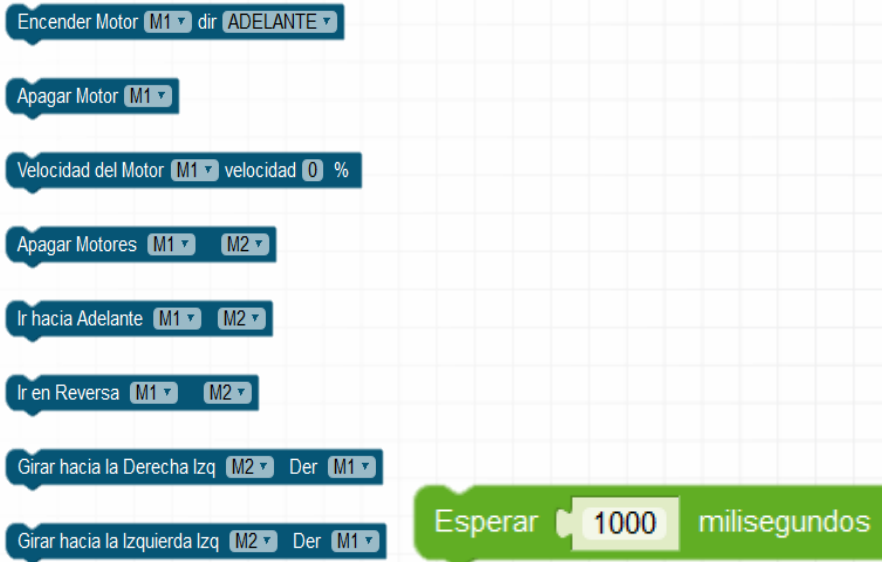 Encender Motor M1 dir ADELANTE
Apagar Motor M1
Velocidad del Motor M1 velocidad 0 %
Apagar Motores M1 M2
Ir hacia Adelante M1 M2
Ir en Reversa M1 M2
Girar hacia la Derecha Izq M2 Der M1
Girar hacia la Izquierda Izq M2 Der M1
Esperar 1000 milisegundos